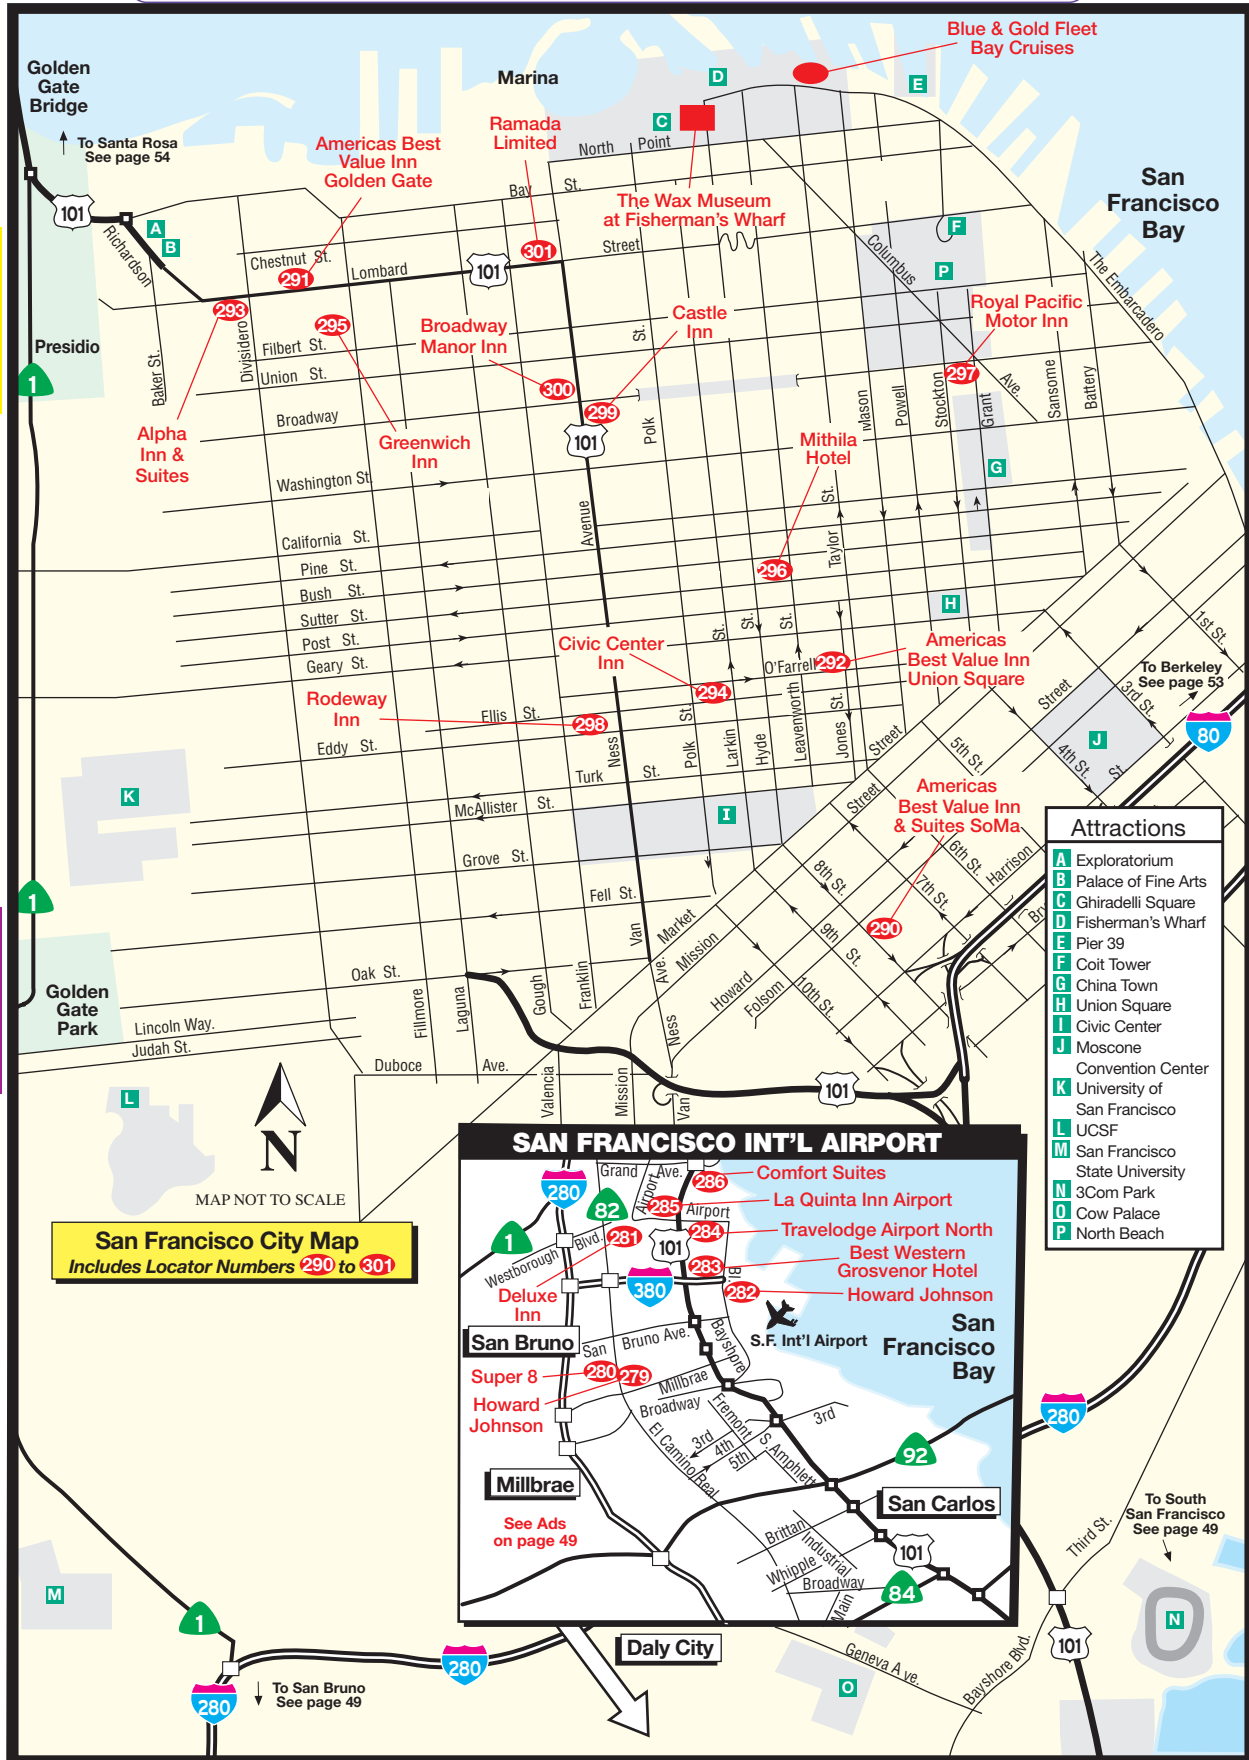 Blue & Gold Fleet
Bay Cruises
Golden
Gate
Bridge
Marina
D
E
To Santa Rosa
See page 54
Americas Best
Value Inn
Golden Gate
Ramada
Limited
C
North Point
San
Francisco
Bay
101
Bay St.
The Wax Museum
at Fisherman's Wharf
A
B
Richardson
Chestnut St.
301
Street
F
Columbus
P
The Embarcadero
291
Lombard
101
293
295
Broadway
Manor Inn
Castle
Inn
Royal Pacific
Motor Inn
Presidio
1
Baker St.
Divisidero
Filbert St.
Union St.
St.
Polk
300
299
297
Mason
Powell
Stockton
Grant
Ave.
Sansome
Battery
Broadway
101
Alpha
Inn &
Suites
Greenwich
Inn
Mithila
Hotel
G
Washington St.
Avenue
St.
Taylor
California St.
Pine St.
Bush St.
Sutter St.
Post St.
Geary St.
296
H
1st St.
St.
St.
St.
Civic Center
Inn
O'Farrell
292
Americas
Best Value Inn
Union Square
To Berkeley
See page 53
294
Rodeway
Inn
Ellis St.
298
Eddy St.
Ness
St.
Polk
Larkin
Hyde
Leavenworth
St.
Jones
Street
Street
3rd St.
J
4th St.
St
5th St.
80
Turk St.
K
McAllister St.
I
Street
Americas
Best Value Inn
& Suites SoMa
Grove St.
8th St.
6th St.
7th St.
Harrison
Bry
1
Fell St.
290
9th St.
Van
Market
Mission
Ave.
Oak St.
Golden
Gate
Park
Lincoln Way.
Judah St.
Fillmore
Laguna
Gough
Franklin
Howard
Folsom
10th St.
Ness
Duboce Ave.
Valencia
Mission
Van
101
L
N
MAP NOT TO SCALE
Attractions
A Exploratorium
B Palace of Fine Arts
C Ghiradelli Square
D Fisherman's Wharf
E Pier 39
F Coit Tower
G China Town
H Union Square
I Civic Center
J Moscone
Convention Center
K University of
San Francisco
L UCSF
M San Francisco
State University
N 3Com Park
O Cow Palace
P North Beach
San Francisco City Map
Includes Locator Numbers 290 to 301
SAN FRANCISCO INT'L AIRPORT
280
Grand Ave.
286
Comfort Suites
82
Airport
285
La Quinta Inn Airport
Airport
1
Westborough Blvd.
281
101
284
Travelodge Airport North
283
Best Western
Grosvenor Hotel
Deluxe
Inn
380
Bl.
282
Howard Johnson
San Bruno
San Bruno Ave.
Bayshore
S.F. Int'l Airport
San
Francisco
Bay
Super 8
280
279
Howard
Johnson
Millbrae
Broadway
Fremont
3rd
El Camino Real
3rd
4th
5th
S. Amphlett
92
280
Millbrae
See Ads
on page 49
San Carlos
Brittan
Industrial
Whipple
Broadway
Main
101
84
To South
San Francisco
See page 49
Third St.
M
N
1
Daly City
280
280
To San Bruno
See page 49
Geneva Ave.
O
Bayshore Blvd.
101